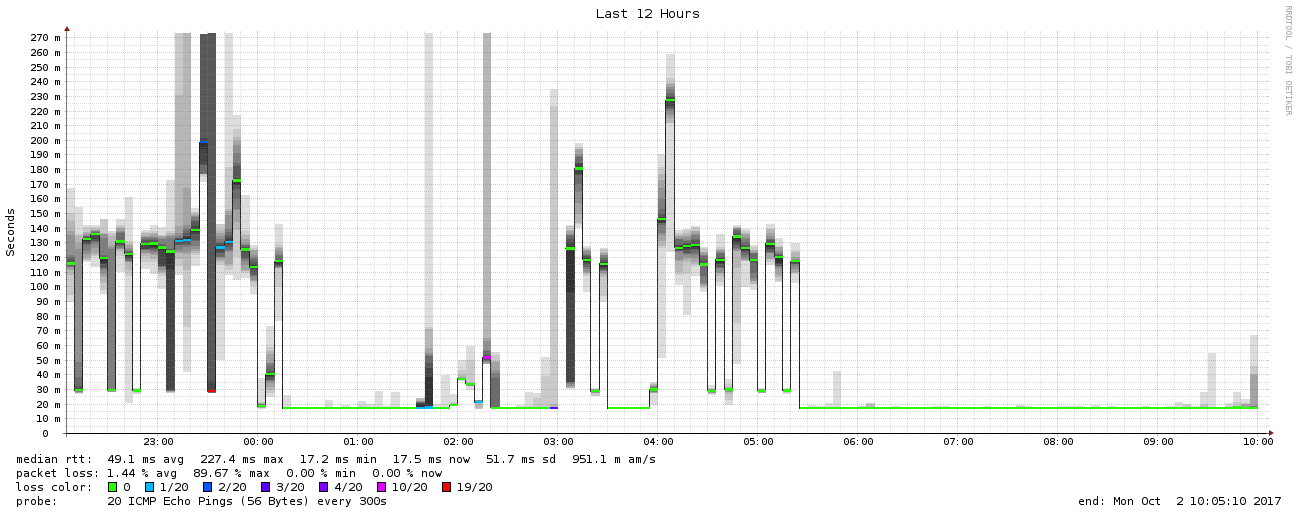 Last 12 Hours
RRDTOOL / TOBI OETIKER
Seconds
270 m
260 m
250 m
240 m
230 m
220 m
210 m
200 m
190 m
180 m
170 m
160 m
150 m
140 m
130 m
120 m
110 m
100 m
90 m
80 m
70 m
60 m
50 m
40 m
30 m
20 m
10 m
0
23:00 00:00 01:00 02:00 03:00 04:00 05:00 06:00 07:00 08:00 09:00 10:00
median rtt: 49.1 ms avg 227.4 ms max 17.2 ms min 17.5 ms now 51.7 ms sd 951.1 m am/s
packet loss: 1.44 % avg 89.67 % max 0.00 % min 0.00 % now
loss color: 0 1/20 2/20 3/20 4/20 10/20 19/20
probe: 20 ICMP Echo Pings (56 Bytes) every 300s end: Mon Oct 2 10:05:10 2017